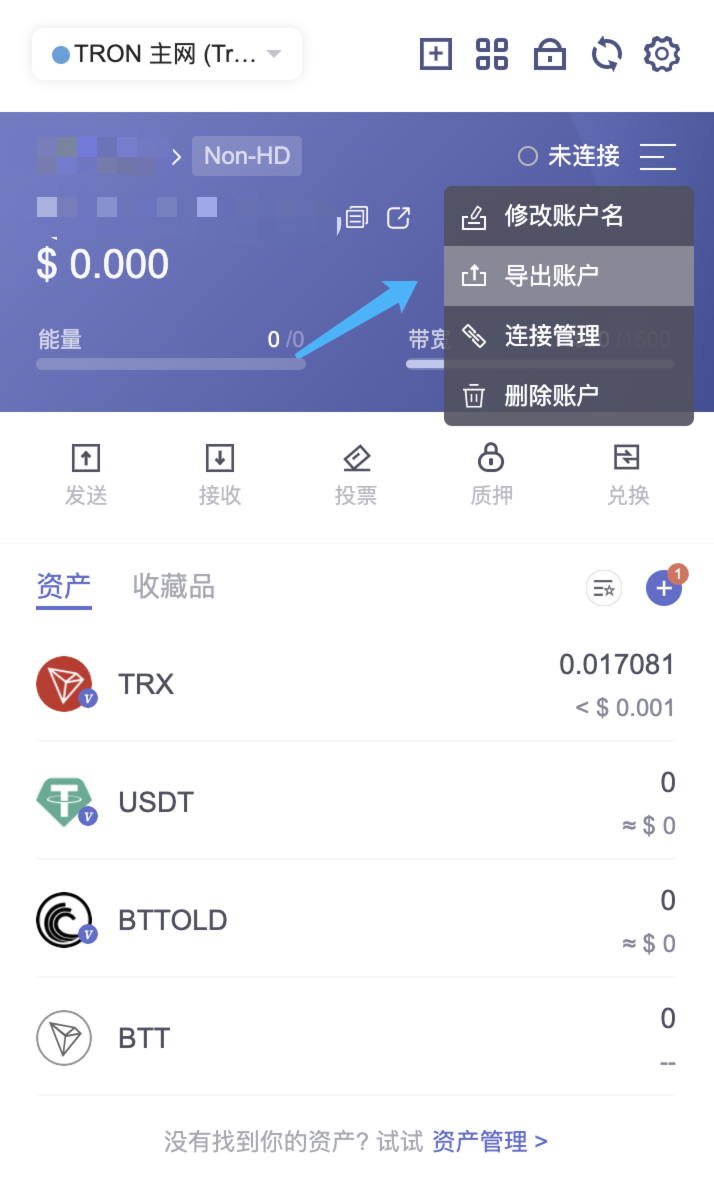 TRON 主网 (Tr...
Non-HD
未连接
$ 0.000
修改账户名
导出账户
连接管理
删除账户
能量
0 /0
带宽
0 /1500
发送
接收
投票
质押
兑换
资产
收藏品
1
TRX
0.017081
< $ 0.001
USDT
0
≈ $ 0
BTTOLD
0
≈ $ 0
BTT
0
--
没有找到你的资产? 试试 资产管理 >